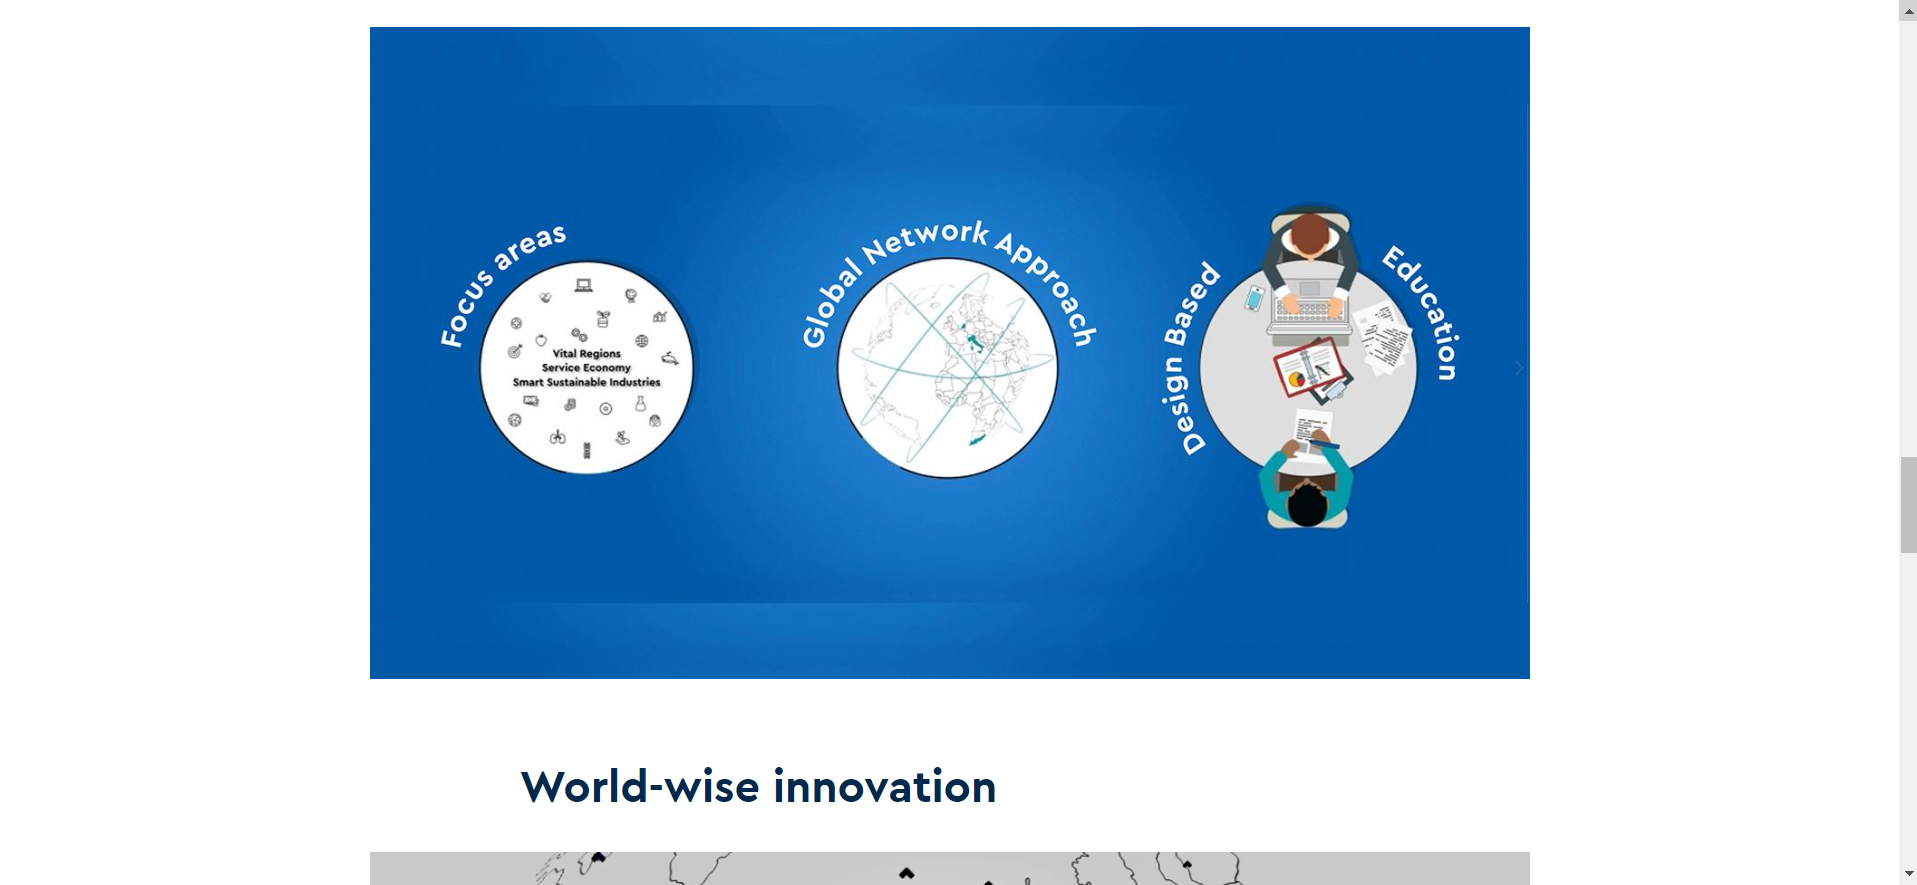 Focus areas
Vital Regions
Service Economy
Smart Sustainable Industries
Global Network Approach
Design Based Education
World-wise innovation